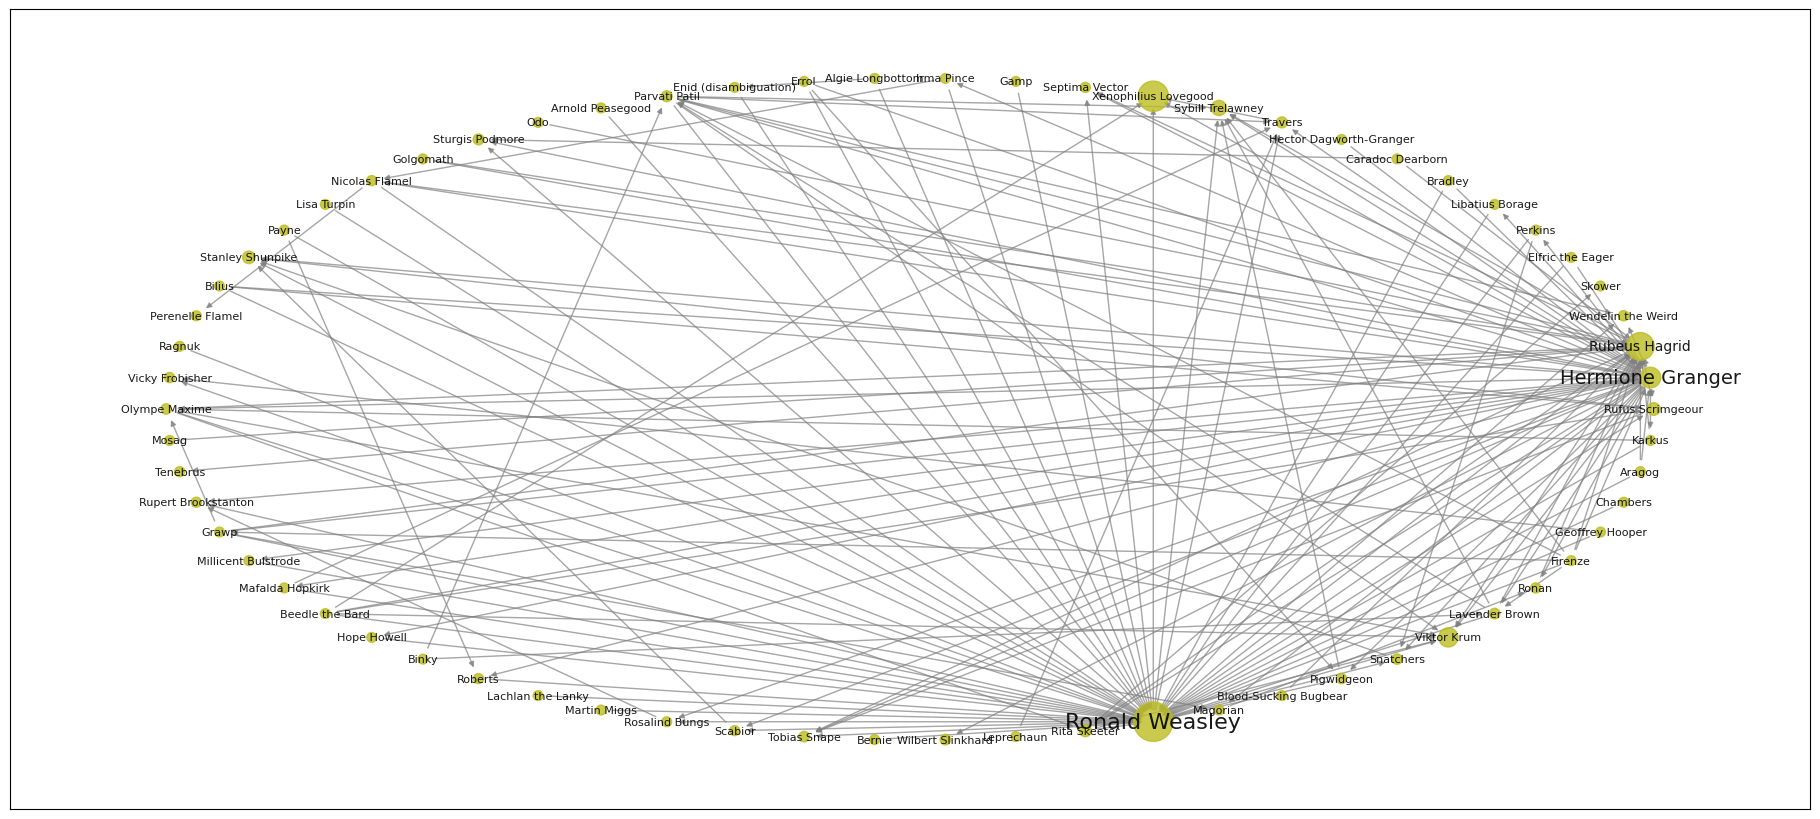 Irma Pince
Algie Longbottom
Errol
Enid (disambiguation)
Gamp
Septima Vector
Parvati Patil
Xenophilius Lovegood
Arnold Peasegood
Sybill Trelawney
Odo
Travers
Sturgis Podmore
Hector Dagworth-Granger
Golgomath
Caradoc Dearborn
Nicolas Flamel
Bradley
Lisa Turpin
Libatius Borage
Payne
Perkins
Stanley Shunpike
Elfric the Eager
Bilius
Skower
Perenelle Flamel
Wendelin the Weird
Ragnuk
Rubeus Hagrid
Vicky Frobisher
Hermione Granger
Olympe Maxime
Rufus Scrimgeour
Mosag
Karkus
Tenebrus
Aragog
Rupert Brookstanton
Chambers
Grawp
Geoffrey Hooper
Millicent Bulstrode
Firenze
Mafalda Hopkirk
Ronan
Beedle the Bard
Lavender Brown
Hope Howell
Viktor Krum
Binky
Snatchers
Roberts
Pigwidgeon
Lachlan the Lanky
Blood-Sucking Bugbear
Martin Miggs
Magorian
Rosalind Bungs
Ronald Weasley
Scabior
Rita Skeeter
Tobias Snape
Bernie
Wilbert Slinkhard
Leprechaun